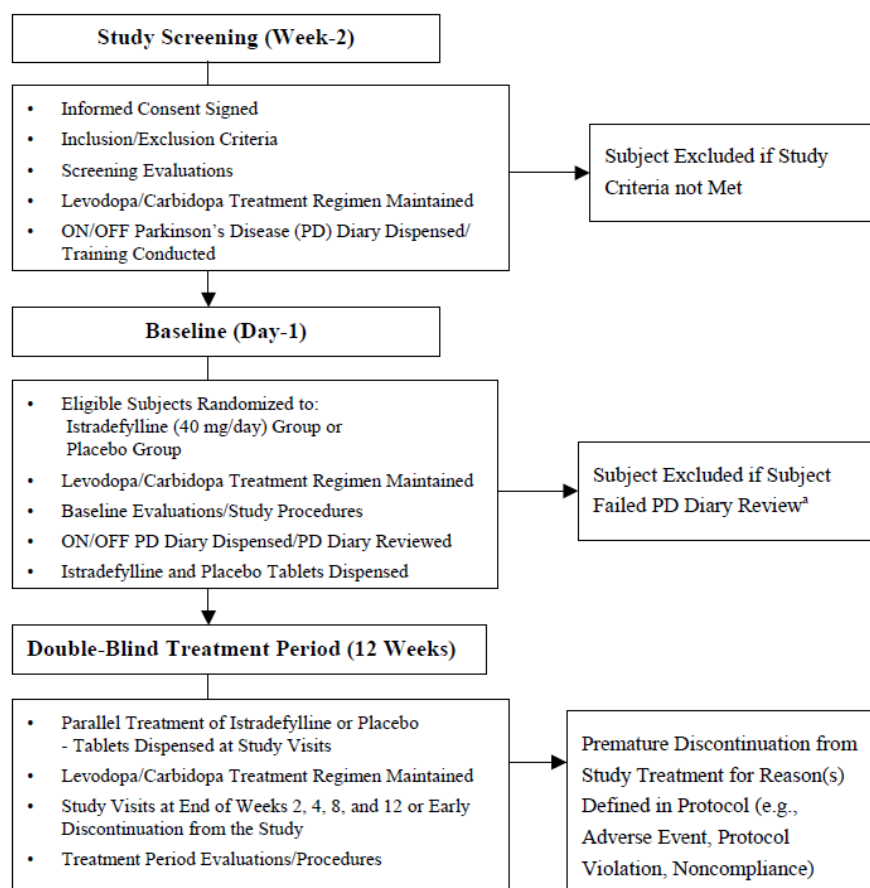 Study Screening (Week-2)
• Informed Consent Signed
• Inclusion/Exclusion Criteria
• Screening Evaluations
• Levodopa/Carbidopa Treatment Regimen Maintained
• ON/OFF Parkinson's Disease (PD) Diary Dispensed/
Training Conducted
Subject Excluded if Study
Criteria not Met
Baseline (Day-1)
• Eligible Subjects Randomized to:
Istradefylline (40 mg/day) Group or
Placebo Group
• Levodopa/Carbidopa Treatment Regimen Maintained
• Baseline Evaluations/Study Procedures
• ON/OFF PD Diary Dispensed/PD Diary Reviewed
• Istradefylline and Placebo Tablets Dispensed
Subject Excluded if Subject
Failed PD Diary Reviewᵃ
Double-Blind Treatment Period (12 Weeks)
• Parallel Treatment of Istradefylline or Placebo
- Tablets Dispensed at Study Visits
• Levodopa/Carbidopa Treatment Regimen Maintained
• Study Visits at End of Weeks 2, 4, 8, and 12 or Early
Discontinuation from the Study
• Treatment Period Evaluations/Procedures
Premature Discontinuation from
Study Treatment for Reason(s)
Defined in Protocol (e.g.,
Adverse Event, Protocol
Violation, Noncompliance)